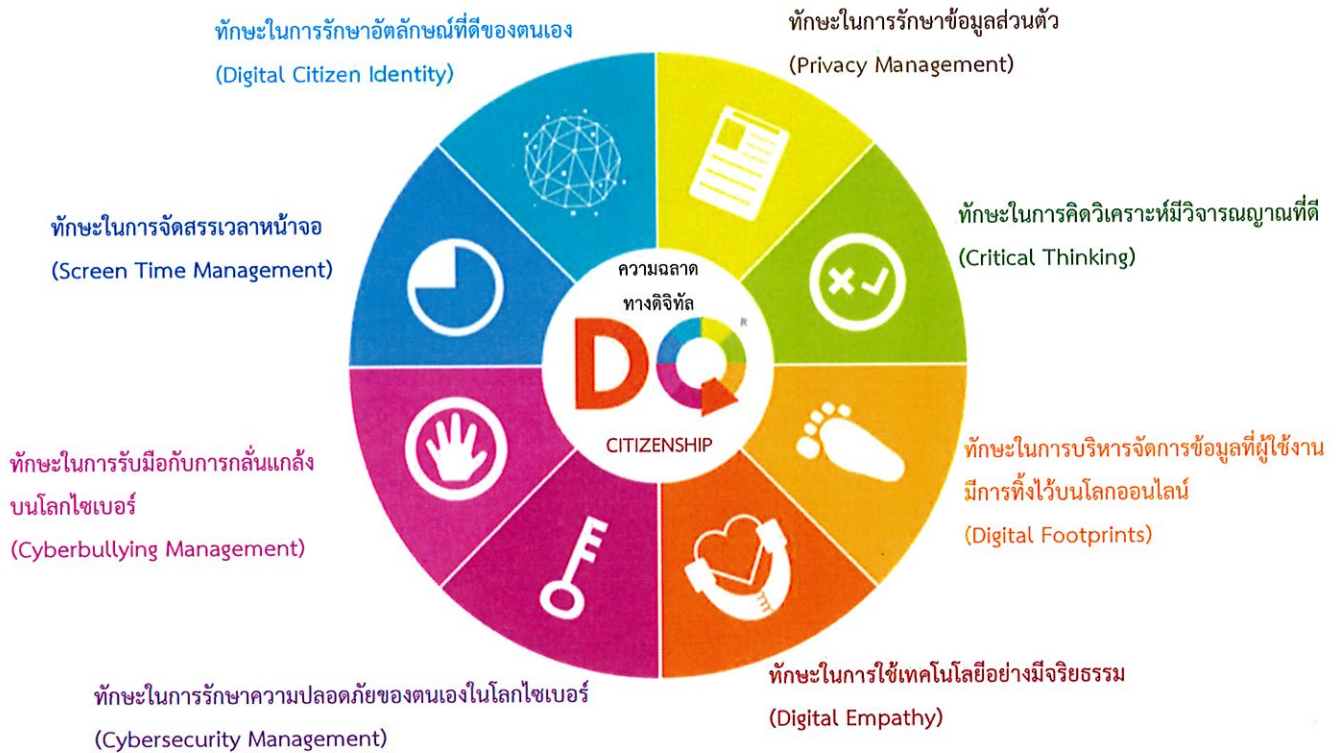 ทักษะในการรักษาอัตลักษณ์ที่ดีของตนเอง
(Digital Citizen Identity)
ทักษะในการรักษาข้อมูลส่วนตัว
(Privacy Management)
ทักษะในการจัดสรรเวลาหน้าจอ
(Screen Time Management)
ทักษะในการคิดวิเคราะห์มีวิจารณญาณที่ดี
(Critical Thinking)
ความฉลาด
ทางดิจิทัล
DQ
R
CITIZENSHIP
ทักษะในการรับมือกับการกลั่นแกล้ง
บนโลกไซเบอร์
(Cyberbullying Management)
ทักษะในการบริหารจัดการข้อมูลที่ผู้ใช้งาน
มีการทิ้งไว้บนโลกออนไลน์
(Digital Footprints)
ทักษะในการรักษาความปลอดภัยของตนเองในโลกไซเบอร์
(Cybersecurity Management)
ทักษะในการใช้เทคโนโลยีอย่างมีจริยธรรม
(Digital Empathy)